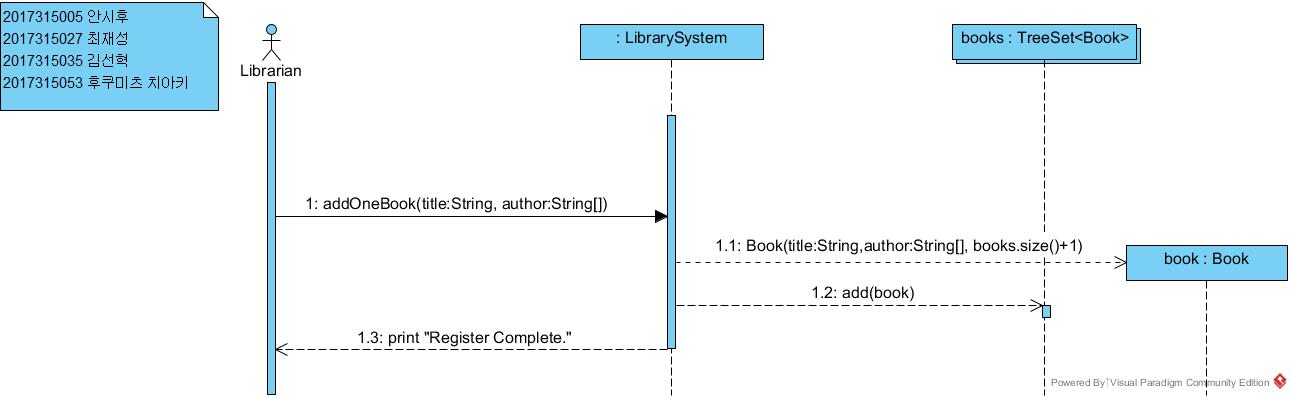 2017315005 안시후
2017315027 최재성
2017315035 김선혁
2017315053 후쿠미츠 치아키
Librarian
: LibrarySystem
books : TreeSet<Book>
1: addOneBook(title:String, author:String[])
1.1: Book(title:String,author:String[], books.size()+1)
book : Book
1.2: add(book)
1.3: print "Register Complete."
Powered By Visual Paradigm Community Edition